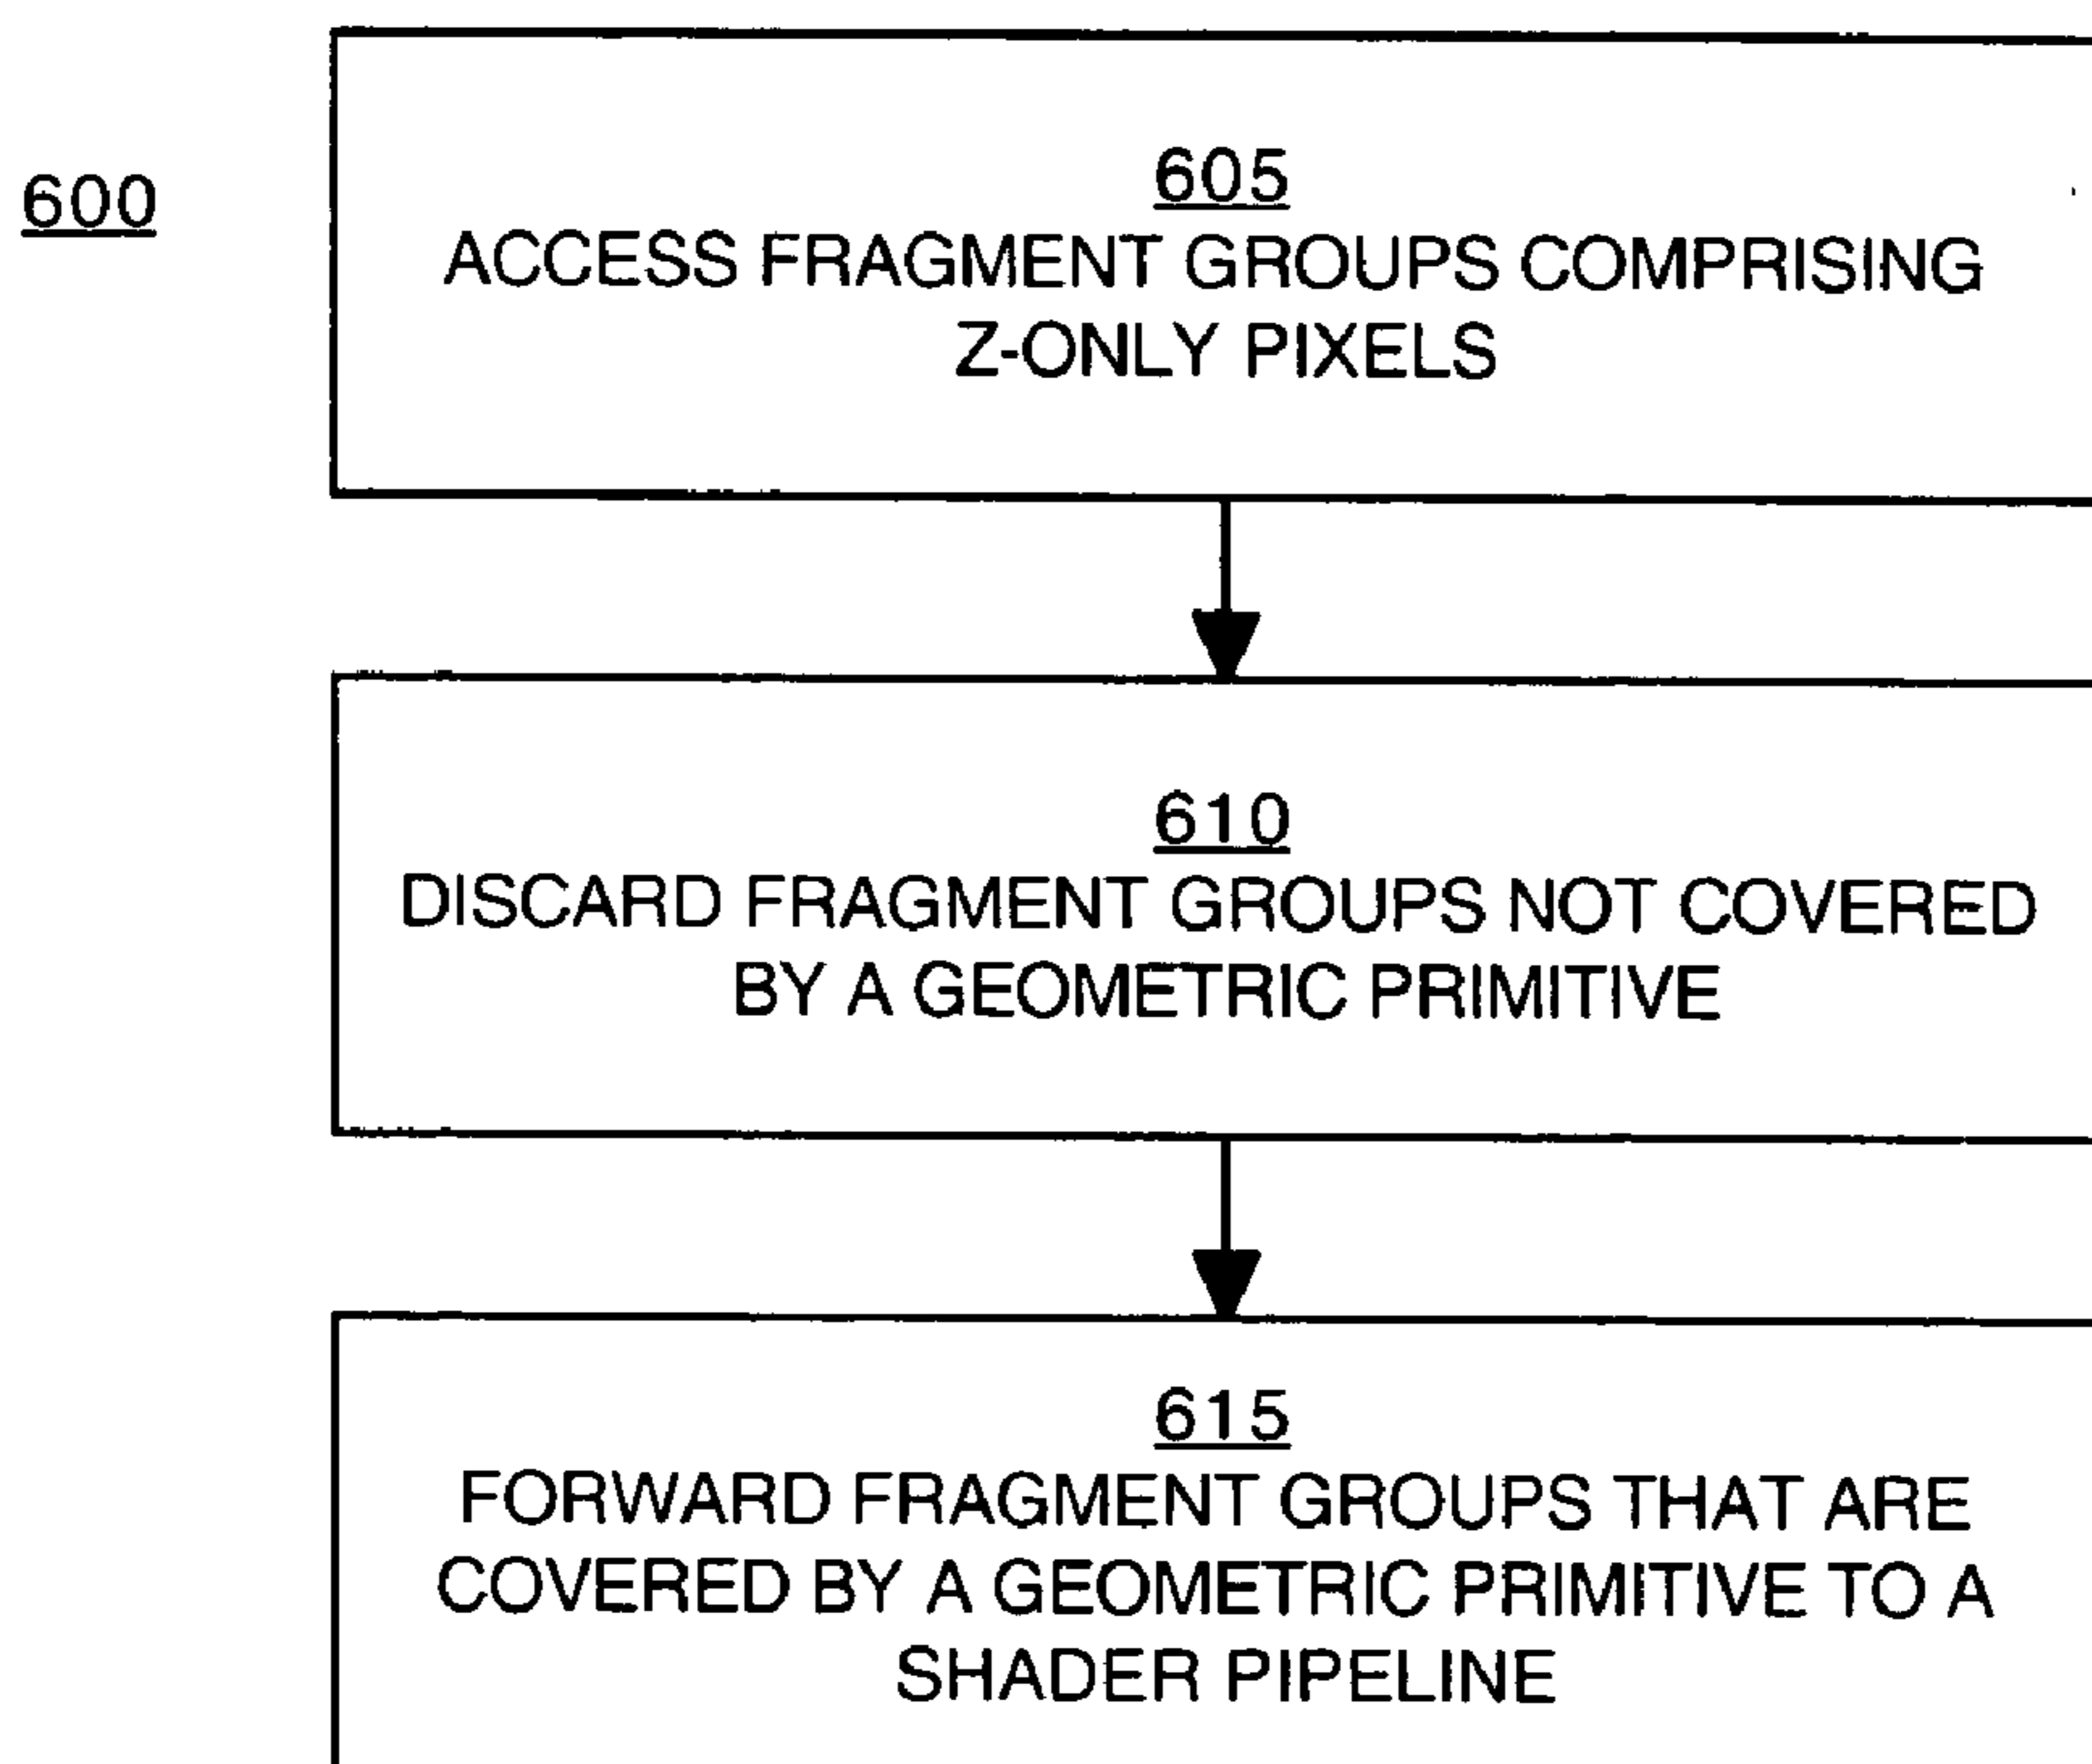 600
605
ACCESS FRAGMENT GROUPS COMPRISING
Z-ONLY PIXELS
610
DISCARD FRAGMENT GROUPS NOT COVERED
BY A GEOMETRIC PRIMITIVE
615
FORWARD FRAGMENT GROUPS THAT ARE
COVERED BY A GEOMETRIC PRIMITIVE TO A
SHADER PIPELINE